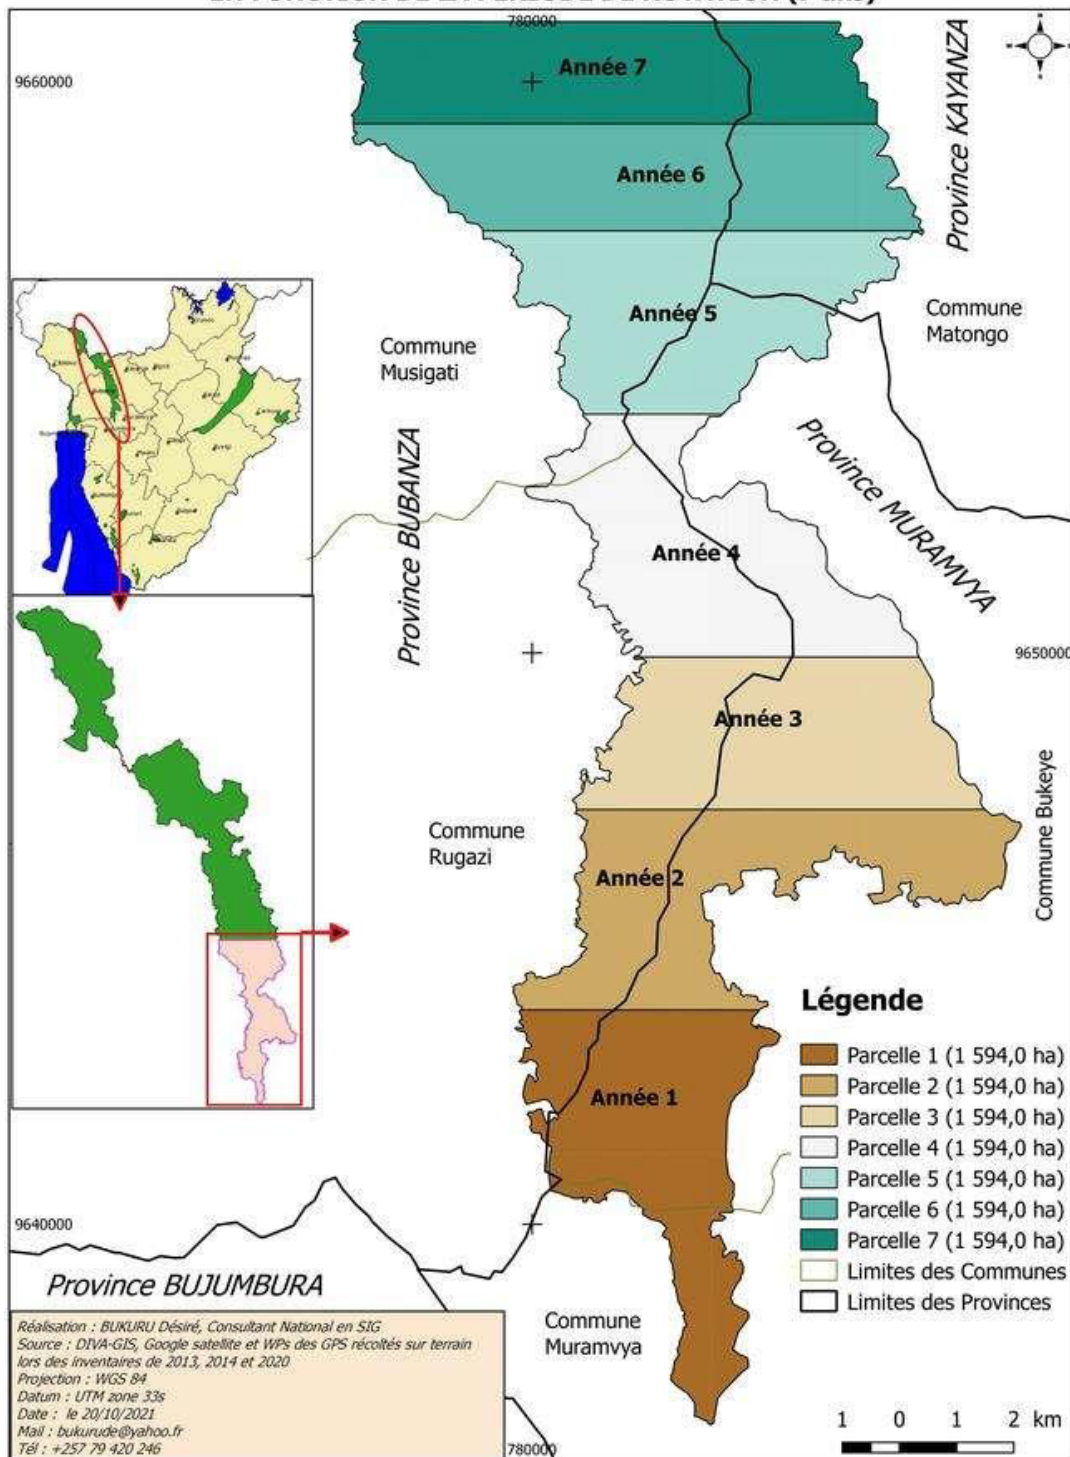 780000
9660000
Année 7
Province KAYANZA
Année 6
Année 5
Commune
Matongo
Commune
Musigati
Province BUBANZA
Province MURAMVYA
Année 4
9650000
Année 3
Commune Bukeye
Commune
Rugazi
Année 2
Année 1
Légende
Parcelle 1 (1 594,0 ha)
Parcelle 2 (1 594,0 ha)
Parcelle 3 (1 594,0 ha)
Parcelle 4 (1 594,0 ha)
Parcelle 5 (1 594,0 ha)
Parcelle 6 (1 594,0 ha)
Parcelle 7 (1 594,0 ha)
Limites des Communes
Limites des Provinces
9640000
Province BUJUMBURA
Commune
Muramvya
Réalisation : BUKURU Désiré, Consultant National en SIG
Source : DIVA-GIS, Google satellite et WPs des GPS récoltés sur terrain
lors des inventaires de 2013, 2014 et 2020
Projection : WGS 84
Datum : UTM zone 33s
Date : le 20/10/2021
Mail : bukurude@yahoo.fr
Tél : +257 79 420 246
780000
1 0 1 2 km